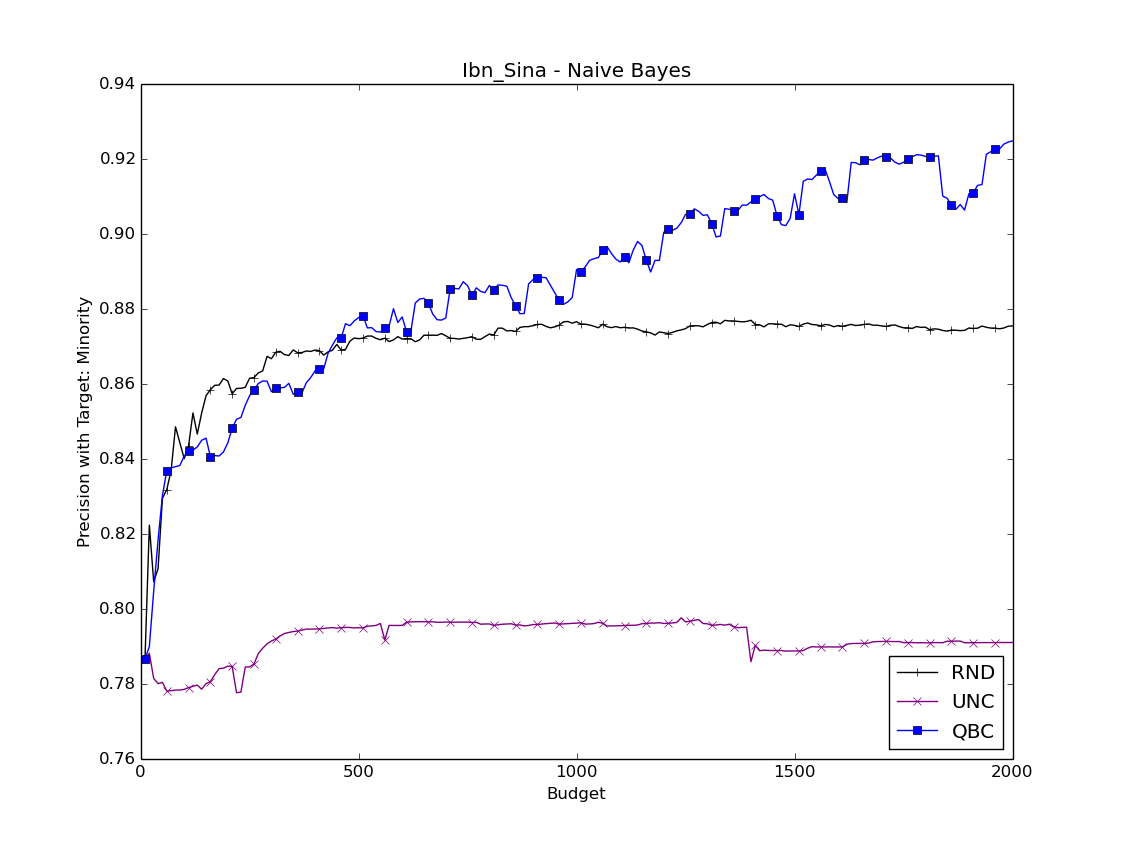 Ibn_Sina - Naive Bayes
0.94
0.92
0.90
0.88
0.86
0.84
0.82
0.80
0.78
0.76
Precision with Target: Minority
RND
UNC
QBC
0 500 1000 1500 2000
Budget